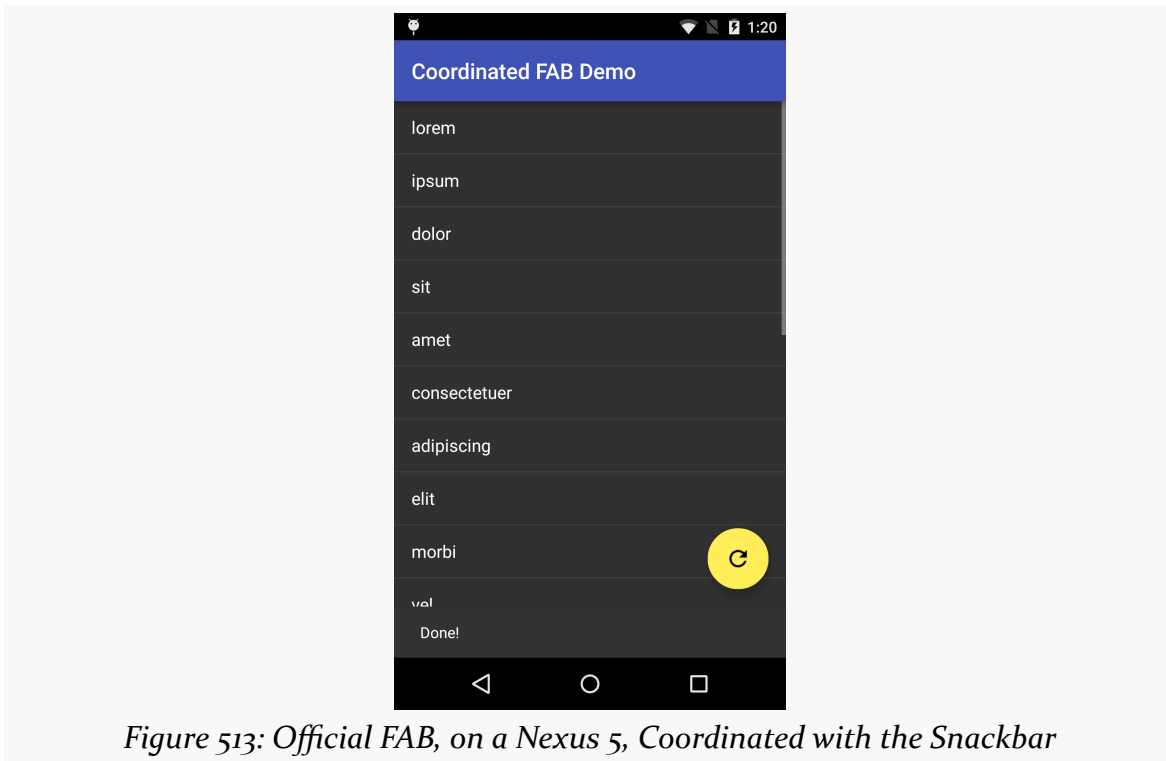 1:20
Coordinated FAB Demo
lorem
ipsum
dolor
sit
amet
consectetuer
adipiscing
elit
morbi
vel
Done!
Figure 513: Official FAB, on a Nexus 5, Coordinated with the Snackbar